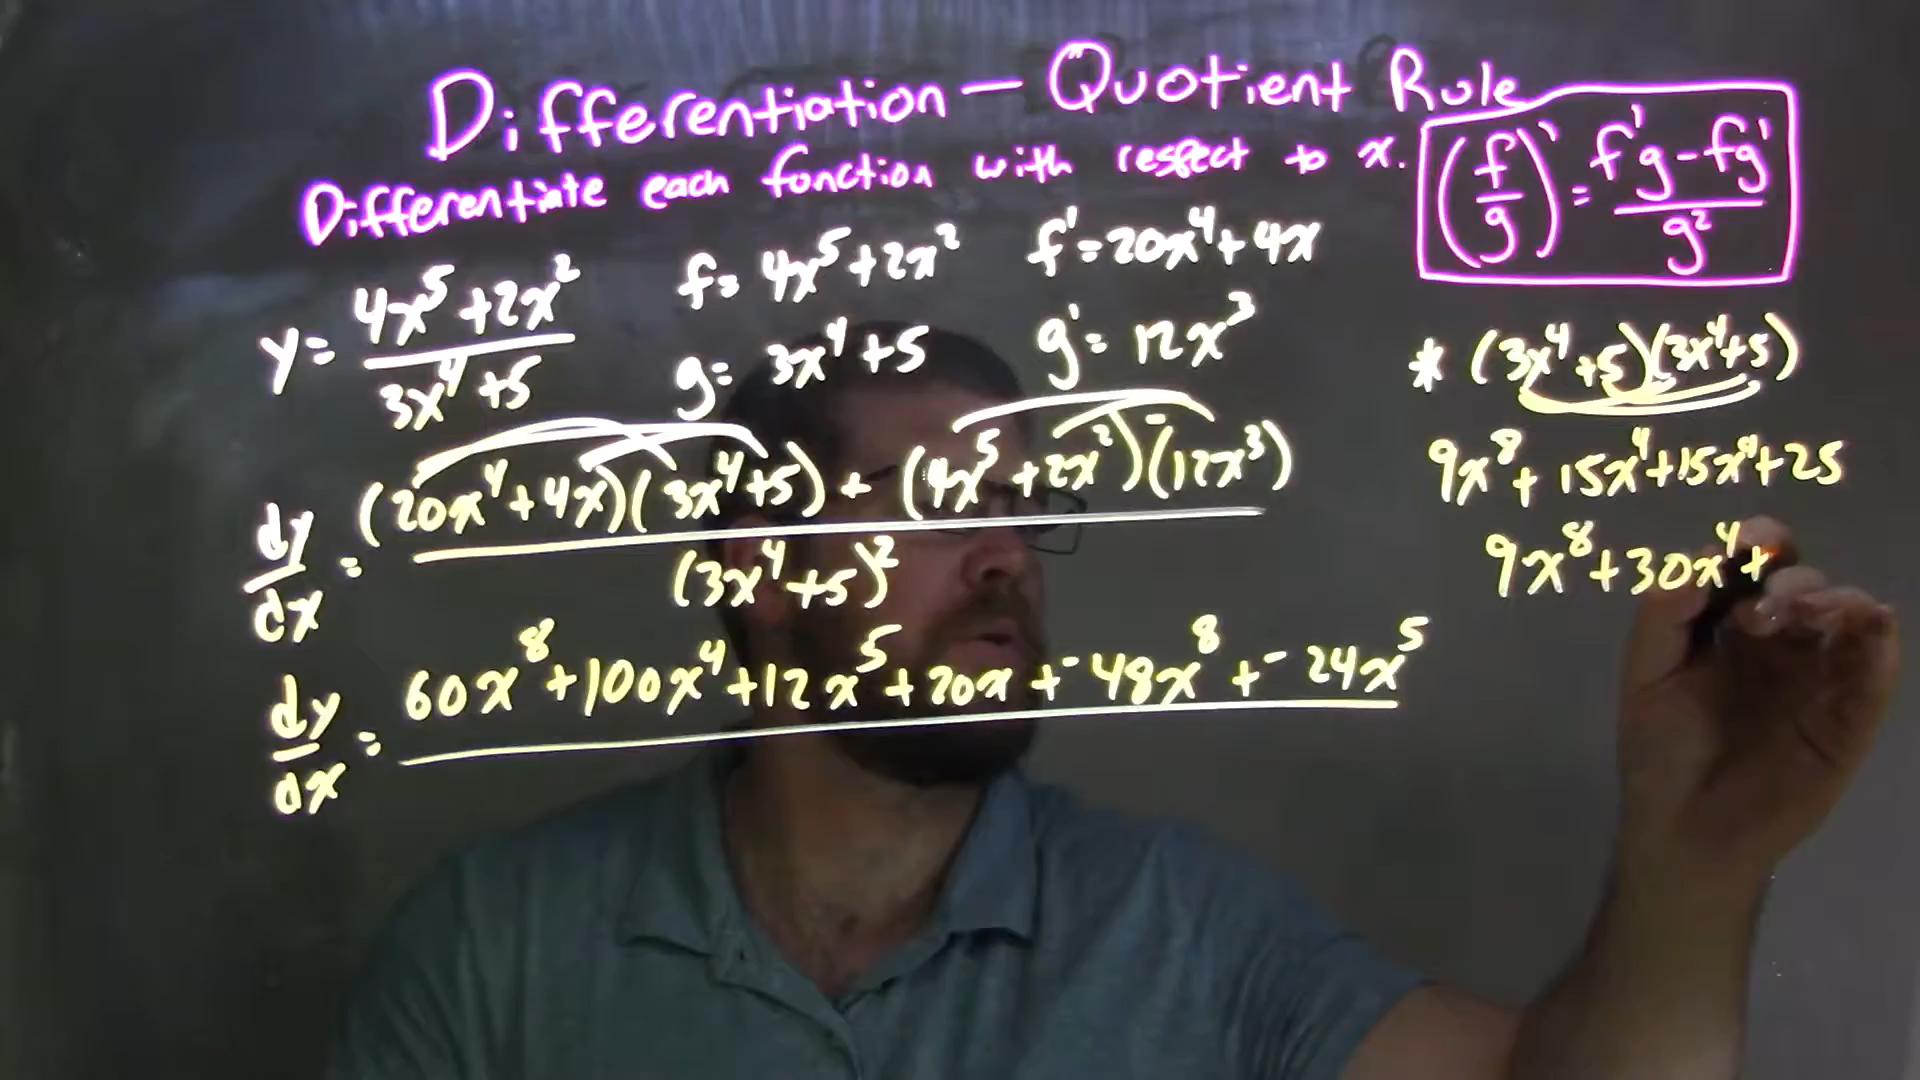 Differentiation — Quotient Rule
Differentiate each function with respect to x.
(f/g)' = (f'g - fg')/g²
y = (4x⁵+2x²)/(3x⁴+5)
f = 4x⁵+2x²
f' = 20x⁴+4x
g = 3x⁴+5
g' = 12x³
dy/dx = ((20x⁴+4x)(3x⁴+5) + (4x⁵+2x²)(⁻12x³))/(3x⁴+5)²
dy/dx = 60x⁸+100x⁴+12x⁵+20x+⁻48x⁸+⁻24x⁵
* (3x⁴+5)(3x⁴+5)
9x⁸+15x⁴+15x⁴+25
9x⁸+30x⁴+